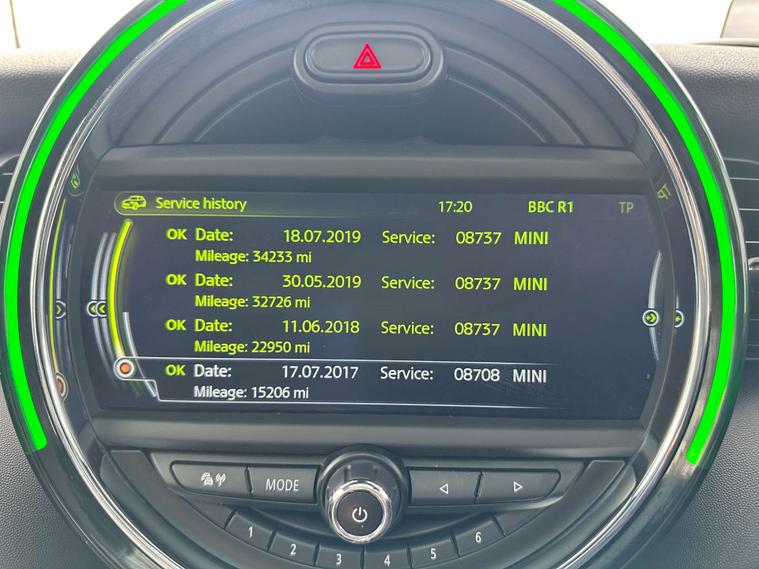 Service history 17:20 BBC R1 TP
OK Date: 18.07.2019 Service: 08737 MINI
Mileage: 34233 mi
OK Date: 30.05.2019 Service: 08737 MINI
Mileage: 32726 mi
OK Date: 11.06.2018 Service: 08737 MINI
Mileage: 22950 mi
OK Date: 17.07.2017 Service: 08708 MINI
Mileage: 15206 mi
MODE
1 2 3 4 5 6